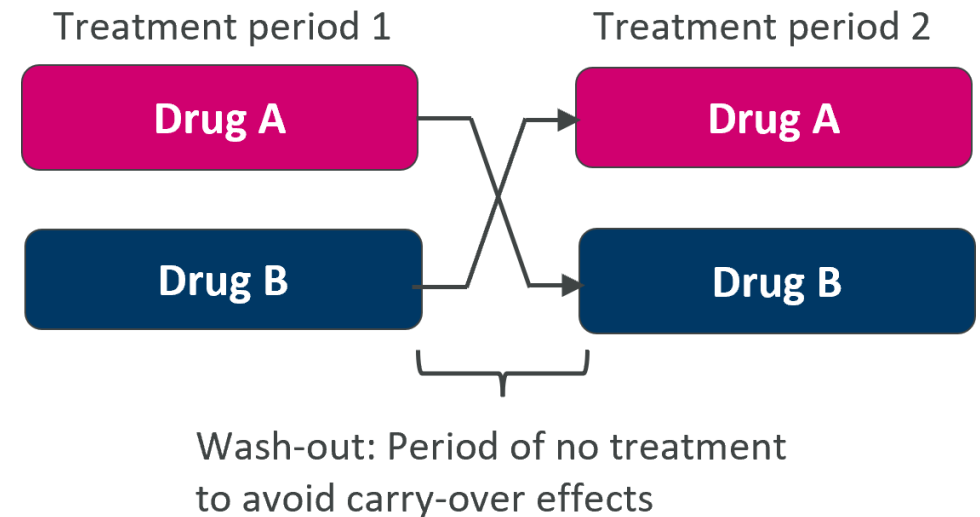 Treatment period 1
Treatment period 2
Drug A
Drug A
Drug B
Drug B
Wash-out: Period of no treatment
to avoid carry-over effects